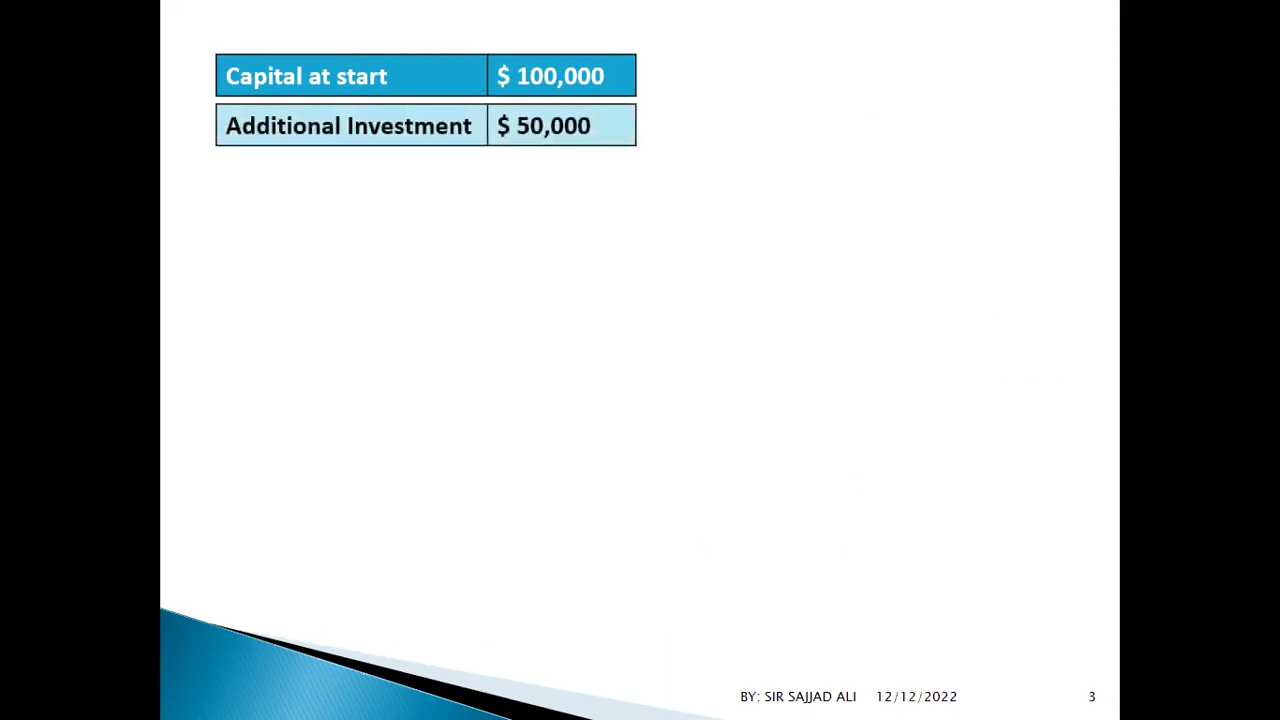 Capital at start $ 100,000
Additional Investment $ 50,000
BY: SIR SAJJAD ALI 12/12/2022 3